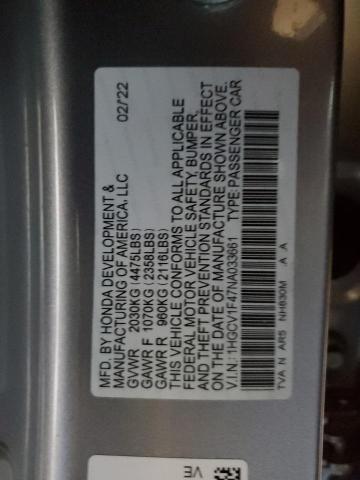 MFD. BY HONDA DEVELOPMENT &
MANUFACTURING OF AMERICA, LLC 02/'22
GVWR 2030KG (4475LBS)
GAWR F 1070KG (2358LBS)
GAWR R 960KG (2116LBS)
THIS VEHICLE CONFORMS TO ALL APPLICABLE
FEDERAL MOTOR VEHICLE SAFETY, BUMPER,
AND THEFT PREVENTION STANDARDS IN EFFECT
ON THE DATE OF MANUFACTURE SHOWN ABOVE.
V.I.N.: 1HGCV1F47NA033661 TYPE: PASSENGER CAR
TVA N AR5 NH830M A A
VE